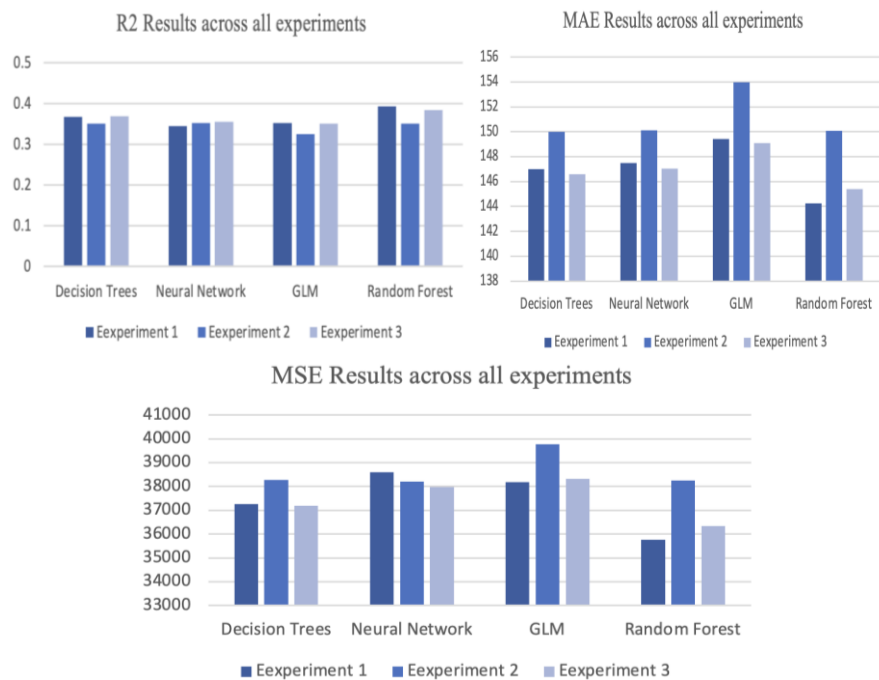 R2 Results across all experiments
0.5
0.4
0.3
0.2
0.1
0
Decision Trees Neural Network GLM Random Forest
Eexperiment 1 Eexperiment 2 Eexperiment 3
MAE Results across all experiments
156
154
152
150
148
146
144
142
140
138
Decision Trees Neural Network GLM Random Forest
Eexperiment 1 Eexperiment 2 Eexperiment 3
MSE Results across all experiments
41000
40000
39000
38000
37000
36000
35000
34000
33000
Decision Trees Neural Network GLM Random Forest
Eexperiment 1 Eexperiment 2 Eexperiment 3